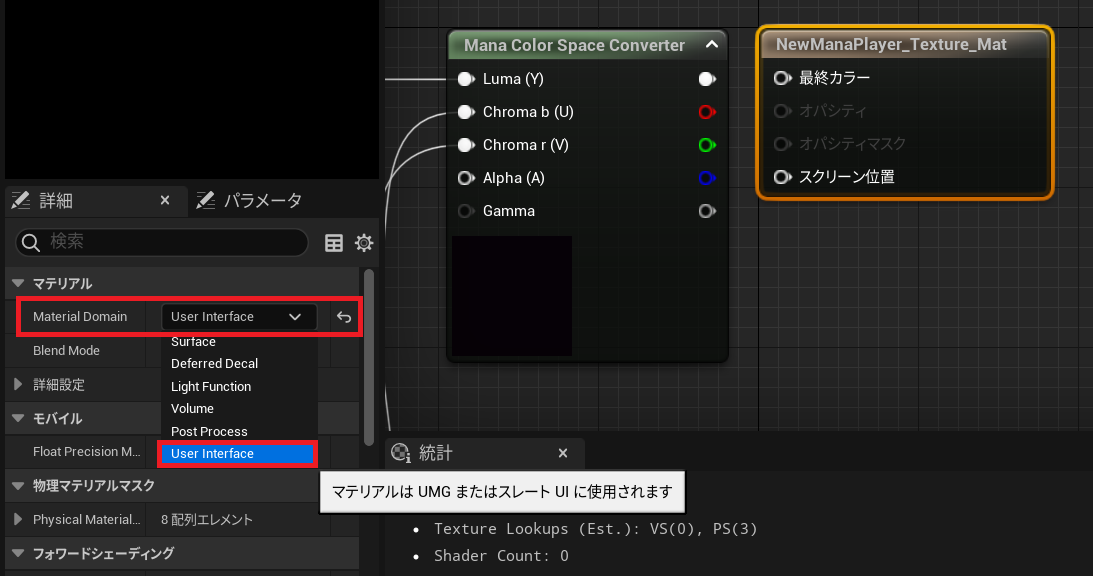 Mana Color Space Converter
Luma (Y)
Chroma b (U)
Chroma r (V)
Alpha (A)
Gamma
NewManaPlayer_Texture_Mat
最終カラー
オパシティ
オパシティマスク
スクリーン位置
詳細
パラメータ
検索
マテリアル
Material Domain
User Interface
Surface
Deferred Decal
Light Function
Volume
Post Process
User Interface
Blend Mode
詳細設定
モバイル
Float Precision M...
物理マテリアルマスク
Physical Material...
8 配列エレメント
フォワードシェーディング
統計
マテリアルは UMG またはスレート UI に使用されます
• Texture Lookups (Est.): VS(0), PS(3)
• Shader Count: 0